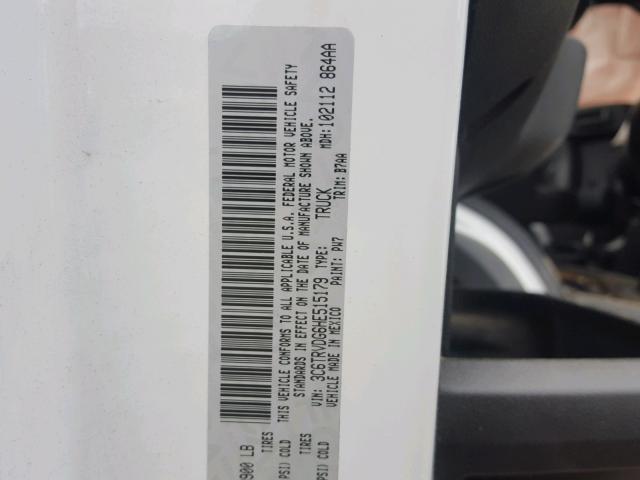 900 LB
TIRES
PSI) COLD
TIRES
PSI) COLD
THIS VEHICLE CONFORMS TO ALL APPLICABLE U.S.A. FEDERAL MOTOR VEHICLE SAFETY
STANDARDS IN EFFECT ON THE DATE OF MANUFACTURE SHOWN ABOVE.
VIN: 3C6TRVDG6HE515179 TYPE: TRUCK MDH: 102112 864AA
VEHICLE MADE IN MEXICO PAINT: PW7 TRIM: B7AA